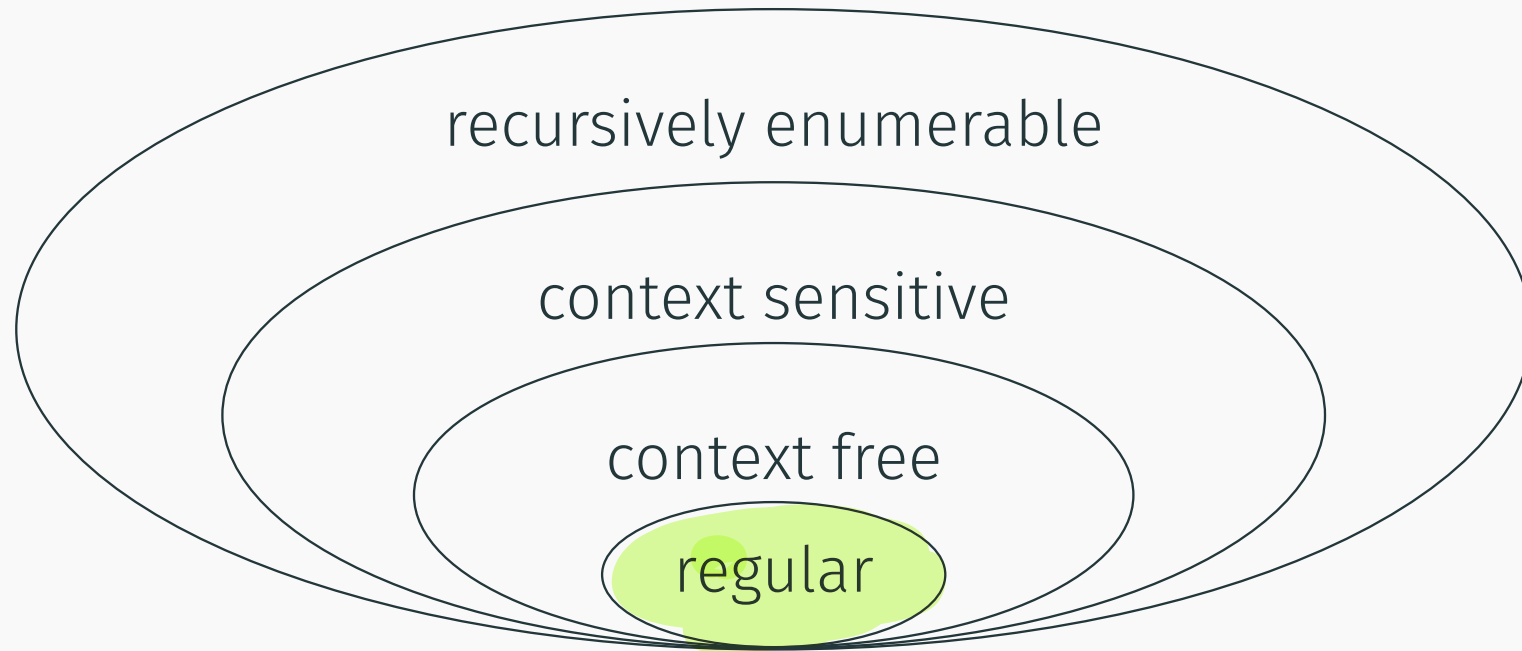 recursively enumerable
context sensitive
context free
regular